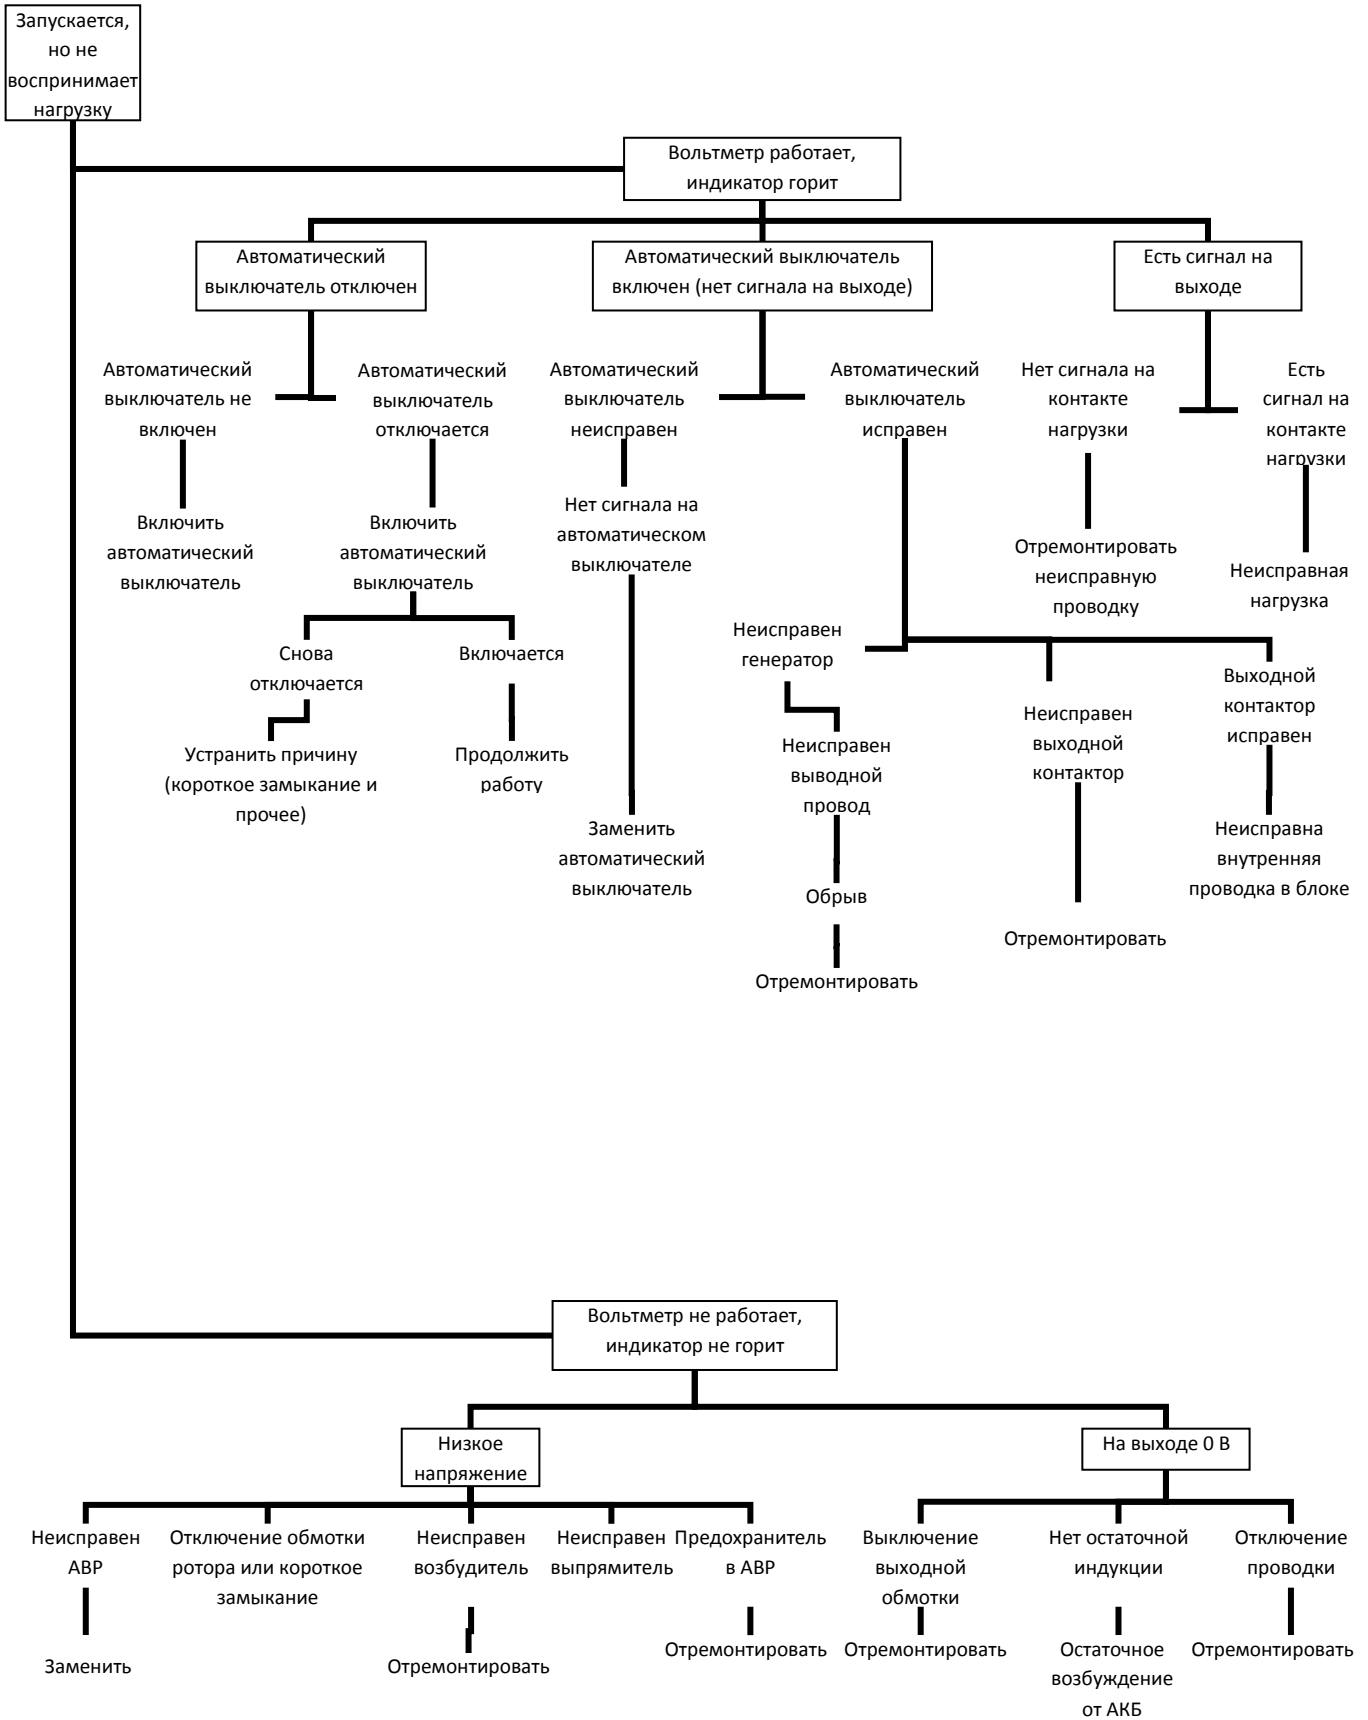 Запускается,
но не
воспринимает
нагрузку
Вольтметр работает,
индикатор горит
Автоматический
выключатель отключен
Автоматический выключатель
включен (нет сигнала на выходе)
Есть сигнал на
выходе
Автоматический
выключатель не
включен
Автоматический
выключатель
отключается
Автоматический
выключатель
неисправен
Автоматический
выключатель
исправен
Нет сигнала на
контакте
нагрузки
Есть
сигнал на
контакте
нагрузки
Включить
автоматический
выключатель
Включить
автоматический
выключатель
Нет сигнала на
автоматическом
выключателе
Отремонтировать
неисправную
проводку
Неисправная
нагрузка
Снова
отключается
Включается
Неисправен
генератор
Неисправен
выходной
контактор
Выходной
контактор
исправен
Устранить причину
(короткое замыкание и
прочее)
Продолжить
работу
Неисправен
выводной
провод
Заменить
автоматический
выключатель
Обрыв
Отремонтировать
Отремонтировать
Неисправна
внутренняя
проводка в блоке
Вольтметр не работает,
индикатор не горит
Низкое
напряжение
На выходе 0 В
Неисправен
АВР
Отключение обмотки
ротора или короткое
замыкание
Неисправен
возбудитель
Неисправен
выпрямитель
Предохранитель
в АВР
Выключение
выходной
обмотки
Нет остаточной
индукции
Отключение
проводки
Заменить
Отремонтировать
Отремонтировать
Отремонтировать
Остаточное
возбуждение
от АКБ
Отремонтировать